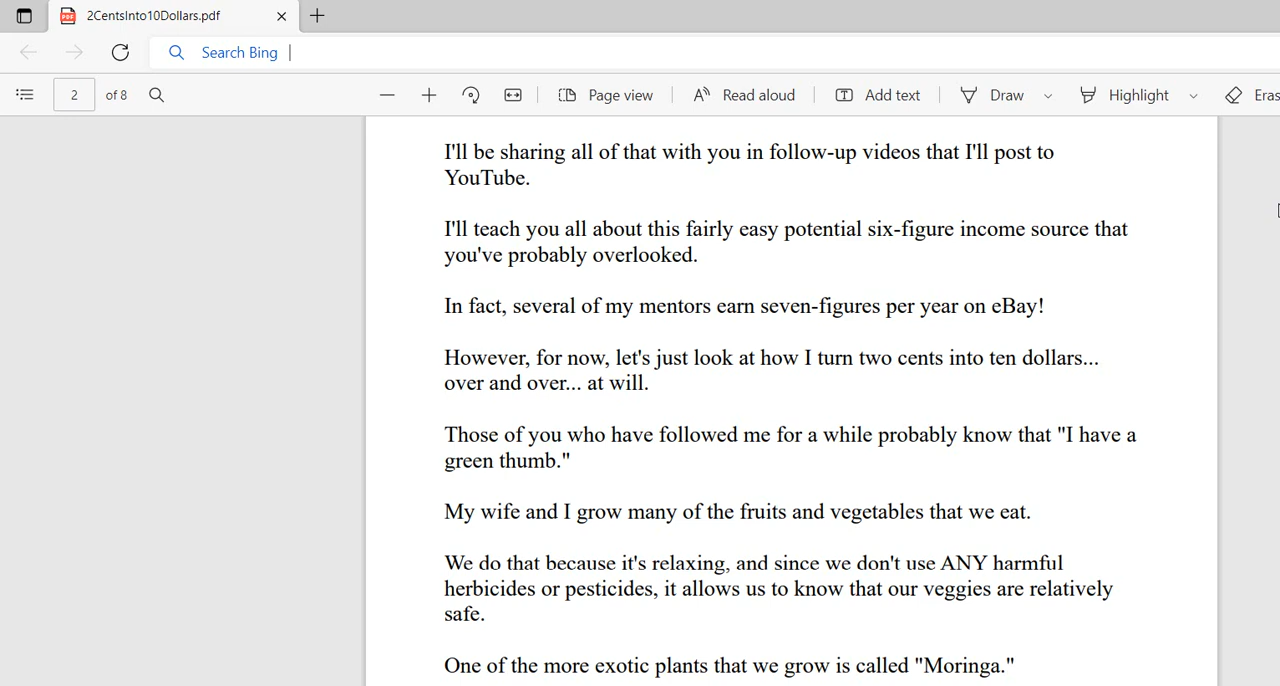 2CentsInto10Dollars.pdf
Search Bing
2 of 8 Page view Read aloud Add text Draw Highlight
I'll be sharing all of that with you in follow-up videos that I'll post to
YouTube.
I'll teach you all about this fairly easy potential six-figure income source that
you've probably overlooked.
In fact, several of my mentors earn seven-figures per year on eBay!
However, for now, let's just look at how I turn two cents into ten dollars...
over and over... at will.
Those of you who have followed me for a while probably know that "I have a
green thumb."
My wife and I grow many of the fruits and vegetables that we eat.
We do that because it's relaxing, and since we don't use ANY harmful
herbicides or pesticides, it allows us to know that our veggies are relatively
safe.
One of the more exotic plants that we grow is called "Moringa."